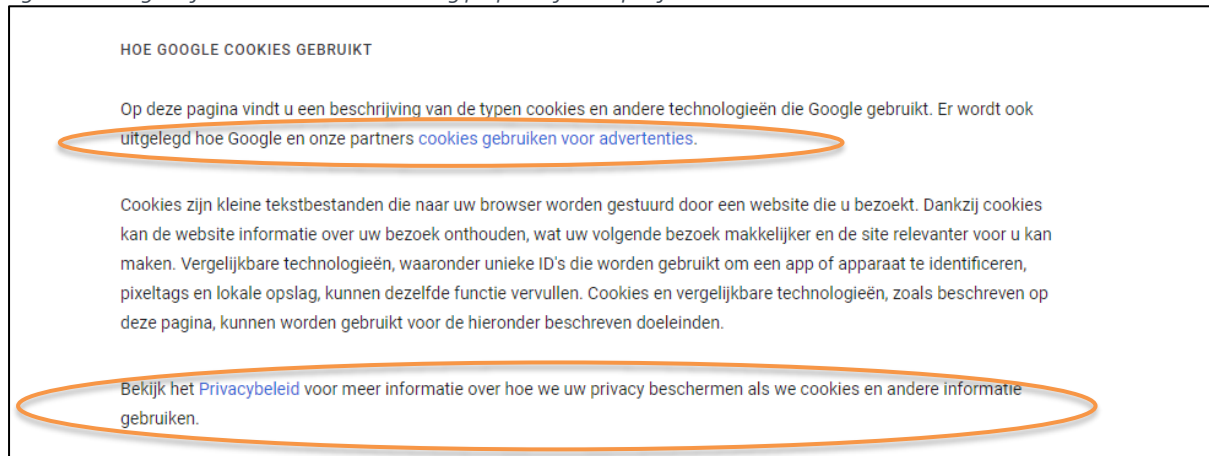 HOE GOOGLE COOKIES GEBRUIKT
Op deze pagina vindt u een beschrijving van de typen cookies en andere technologieën die Google gebruikt. Er wordt ook
uitgelegd hoe Google en onze partners cookies gebruiken voor advertenties.
Cookies zijn kleine tekstbestanden die naar uw browser worden gestuurd door een website die u bezoekt. Dankzij cookies
kan de website informatie over uw bezoek onthouden, wat uw volgende bezoek makkelijker en de site relevanter voor u kan
maken. Vergelijkbare technologieën, waaronder unieke ID's die worden gebruikt om een app of apparaat te identificeren,
pixeltags en lokale opslag, kunnen dezelfde functie vervullen. Cookies en vergelijkbare technologieën, zoals beschreven op
deze pagina, kunnen worden gebruikt voor de hieronder beschreven doeleinden.
Bekijk het Privacybeleid voor meer informatie over hoe we uw privacy beschermen als we cookies en andere informatie
gebruiken.